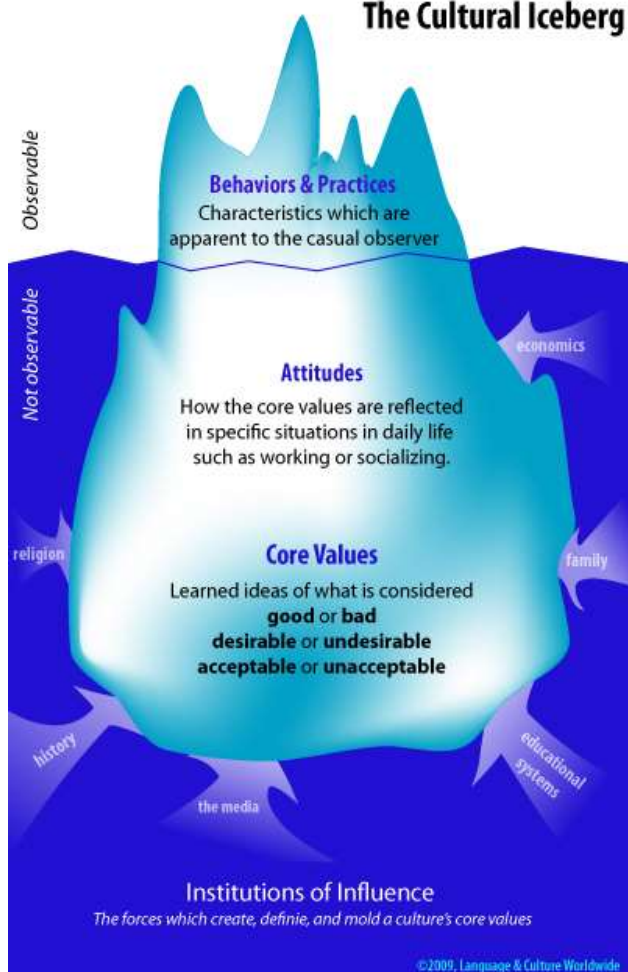 The Cultural Iceberg
Observable
Behaviors & Practices
Characteristics which are
apparent to the casual observer
Not observable
economics
Attitudes
How the core values are reflected
in specific situations in daily life
such as working or socializing.
religion
family
Core Values
Learned ideas of what is considered
good or bad
desirable or undesirable
acceptable or unacceptable
history
the media
educational
systems
Institutions of Influence
The forces which create, definie, and mold a culture's core values
©2009, Language & Culture Worldwide